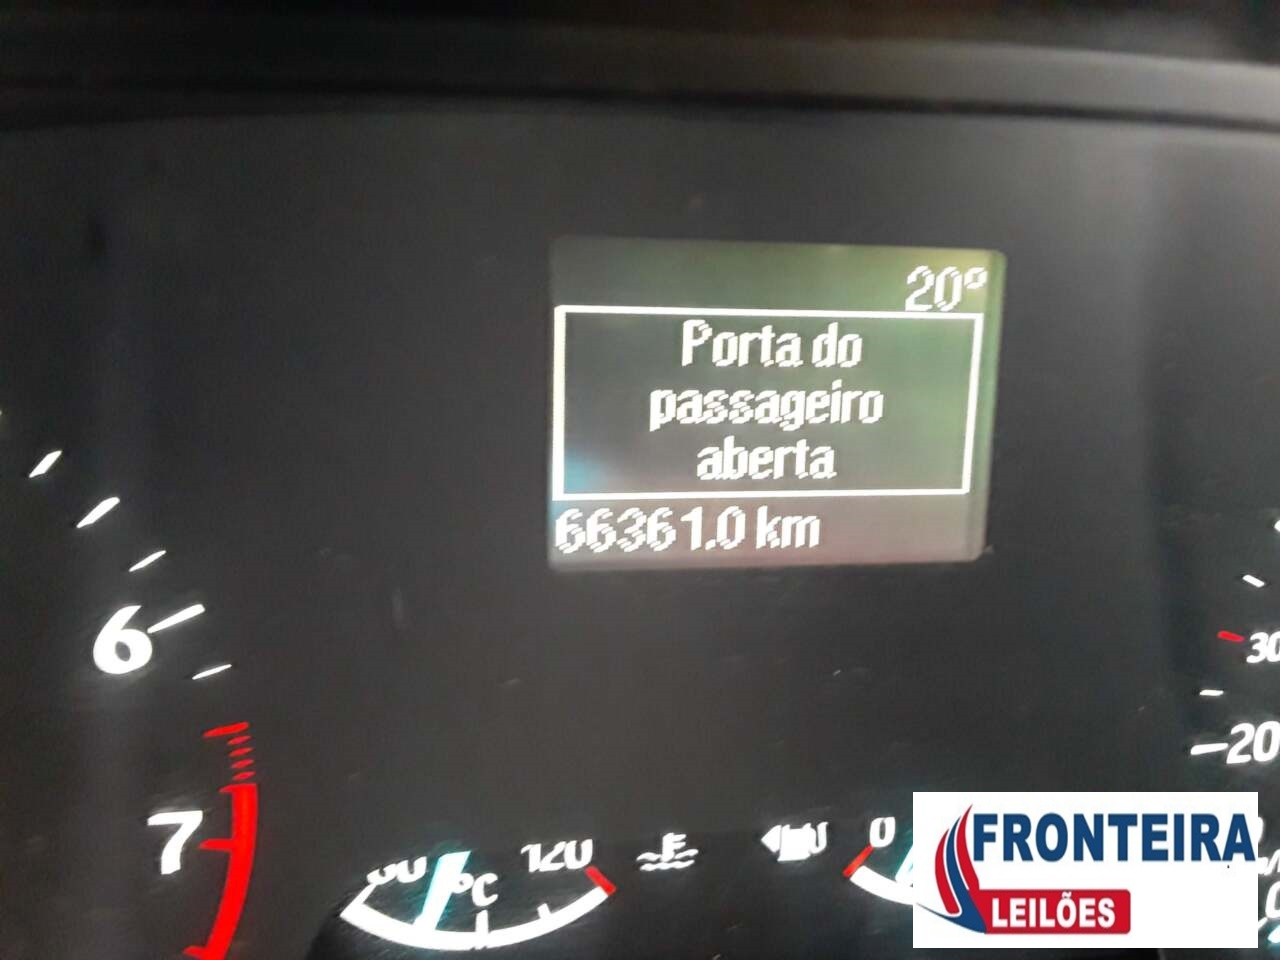 20°
Porta do
passageiro
aberta
66361.0 km
6
7
120
°C
0
30
20
FRONTEIRA
LEILÕES